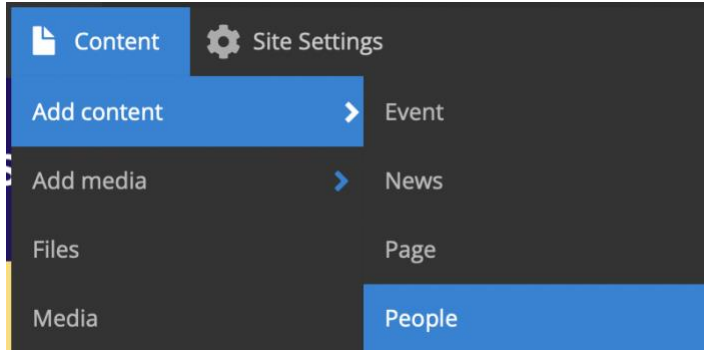 Content
Site Settings
Add content
Event
Add media
News
Files
Page
Media
People